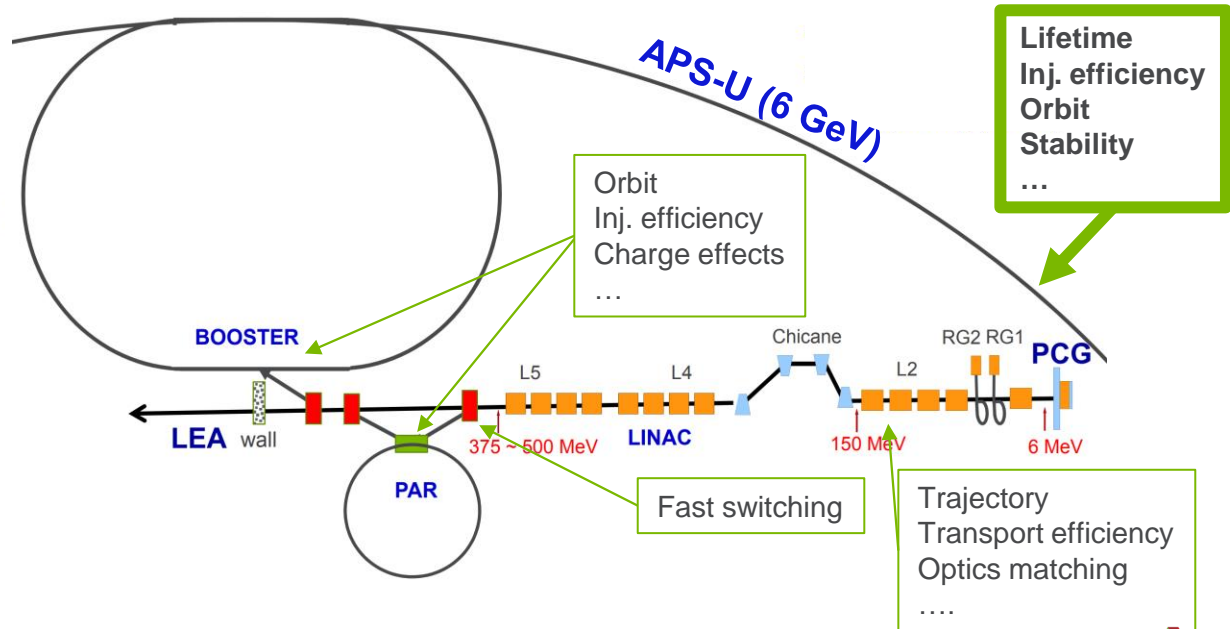 APS-U (6 GeV)
Lifetime
Inj. efficiency
Orbit
Stability
…
Orbit
Inj. efficiency
Charge effects
…
BOOSTER
Chicane
RG2 RG1
PCG
L5
L4
L2
LEA
wall
375 ~ 500 MeV
LINAC
150 MeV
6 MeV
PAR
Fast switching
Trajectory
Transport efficiency
Optics matching
….